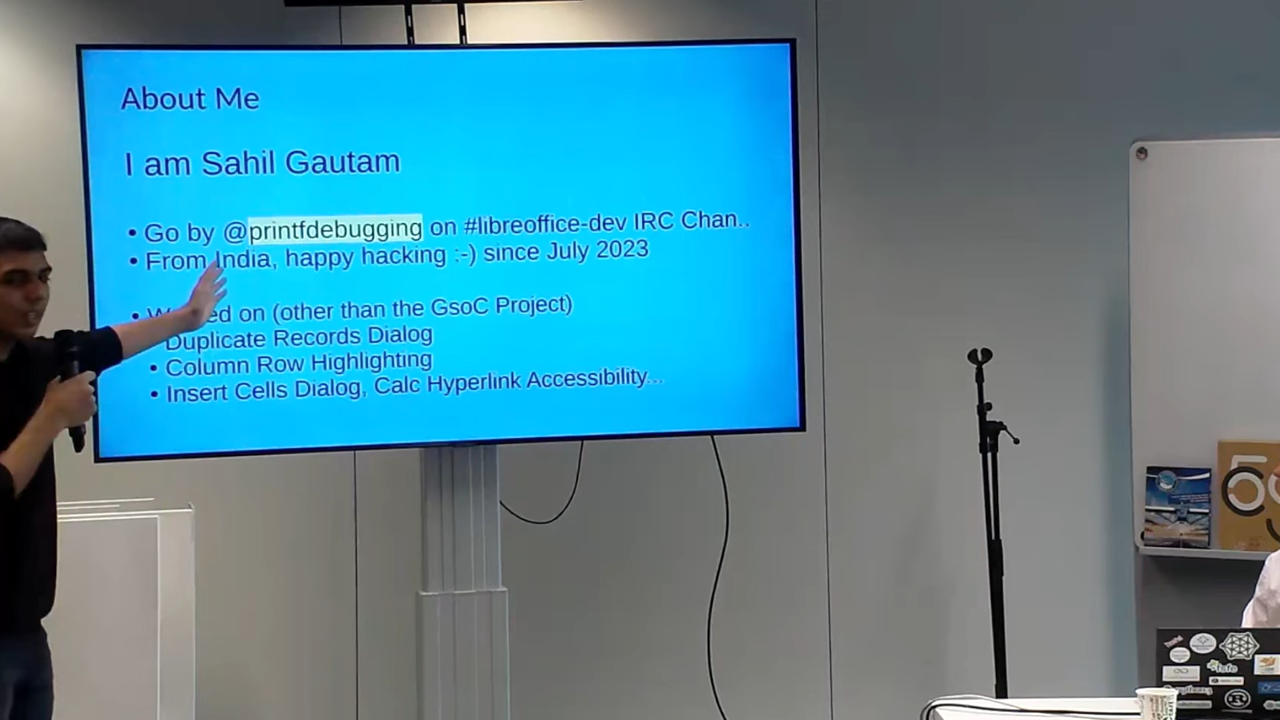 About Me
I am Sahil Gautam
• Go by @printfdebugging on #libreoffice-dev IRC Chan..
• From India, happy hacking :-) since July 2023
• ed on (other than the GsoC Project)
Duplicate Records Dialog
• Column Row Highlighting
• Insert Cells Dialog, Calc Hyperlink Accessibility...
fsfe